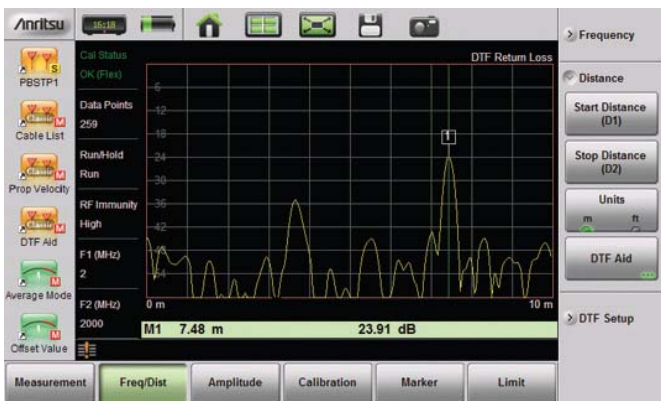 Anritsu
16:18
Frequency
PBSTP1
Cable List
Prop Velocity
DTF Aid
Average Mode
Offset Value
Cal Status
OK (Flex)
Data Points
259
Run/Hold
Run
RF Immunity
High
F1 (MHz)
2
F2 (MHz)
2000
DTF Return Loss
-6
-12
-18
-24
-30
-36
-42
-48
-54
1
0 m
10 m
M1 7.48 m 23.91 dB
Distance
Start Distance
(D1)
Stop Distance
(D2)
Units
m ft
DTF Aid
DTF Setup
Measurement
Freq/Dist
Amplitude
Calibration
Marker
Limit